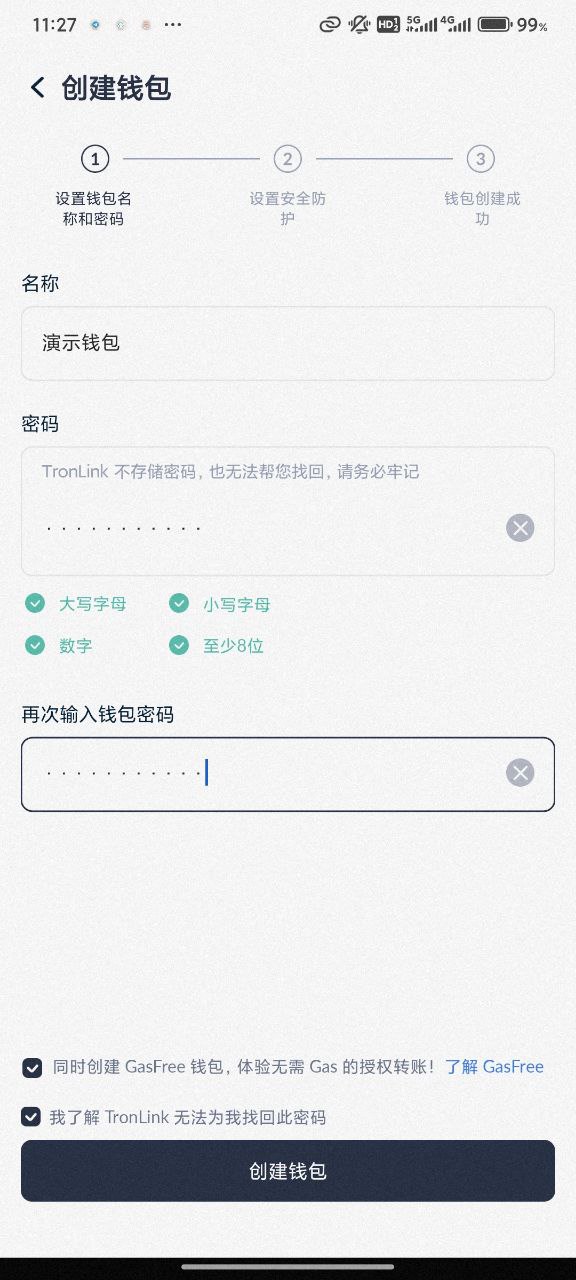 11:27 HD 5G 4G 99%
创建钱包
1 2 3
设置钱包名称和密码
设置安全防护
钱包创建成功
名称
演示钱包
密码
TronLink 不存储密码，也无法帮您找回，请务必牢记
大写字母 小写字母
数字 至少8位
再次输入钱包密码
同时创建 GasFree 钱包，体验无需 Gas 的授权转账！了解 GasFree
我了解 TronLink 无法为我找回此密码
创建钱包